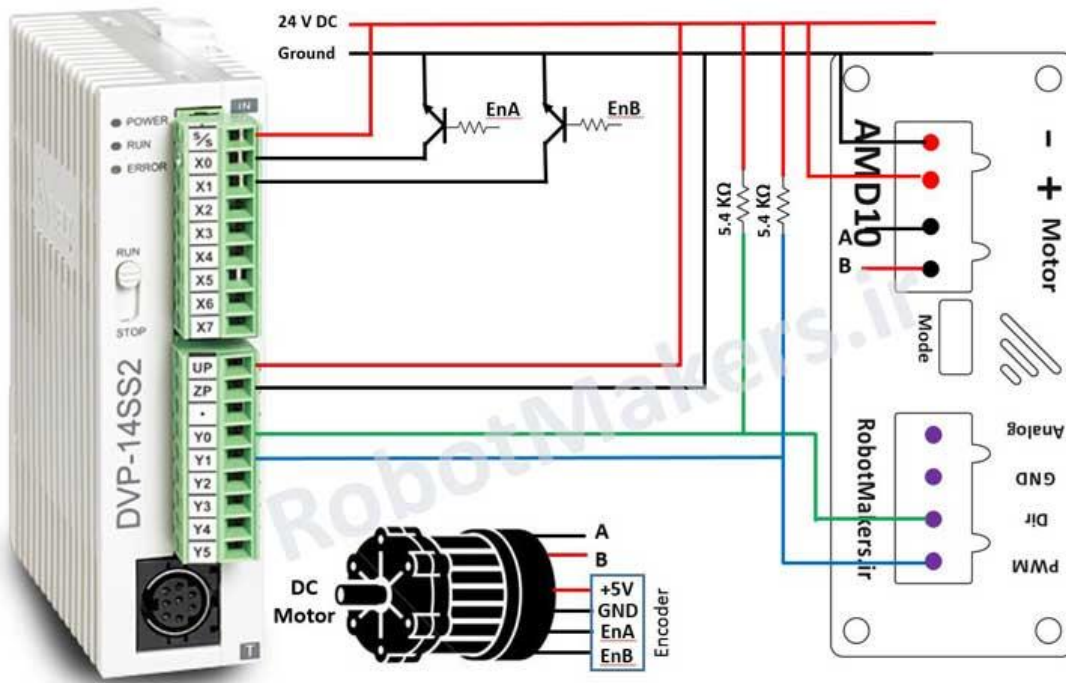 24 V DC
Ground
EnA
EnB
IN
POWER
RUN
ERROR
S/S
X0
X1
X2
X3
X4
X5
X6
X7
RUN
STOP
DVP-14SS2
UP
ZP
•
Y0
Y1
Y2
Y3
Y4
Y5
T
5.4 KΩ
5.4 KΩ
AMD10
- + Motor
A
B
Mode
RobotMakers.ir
Analog
GND
Dir
PWM
RobotMakers.ir
DC
Motor
A
B
+5V
GND
EnA
EnB
Encoder